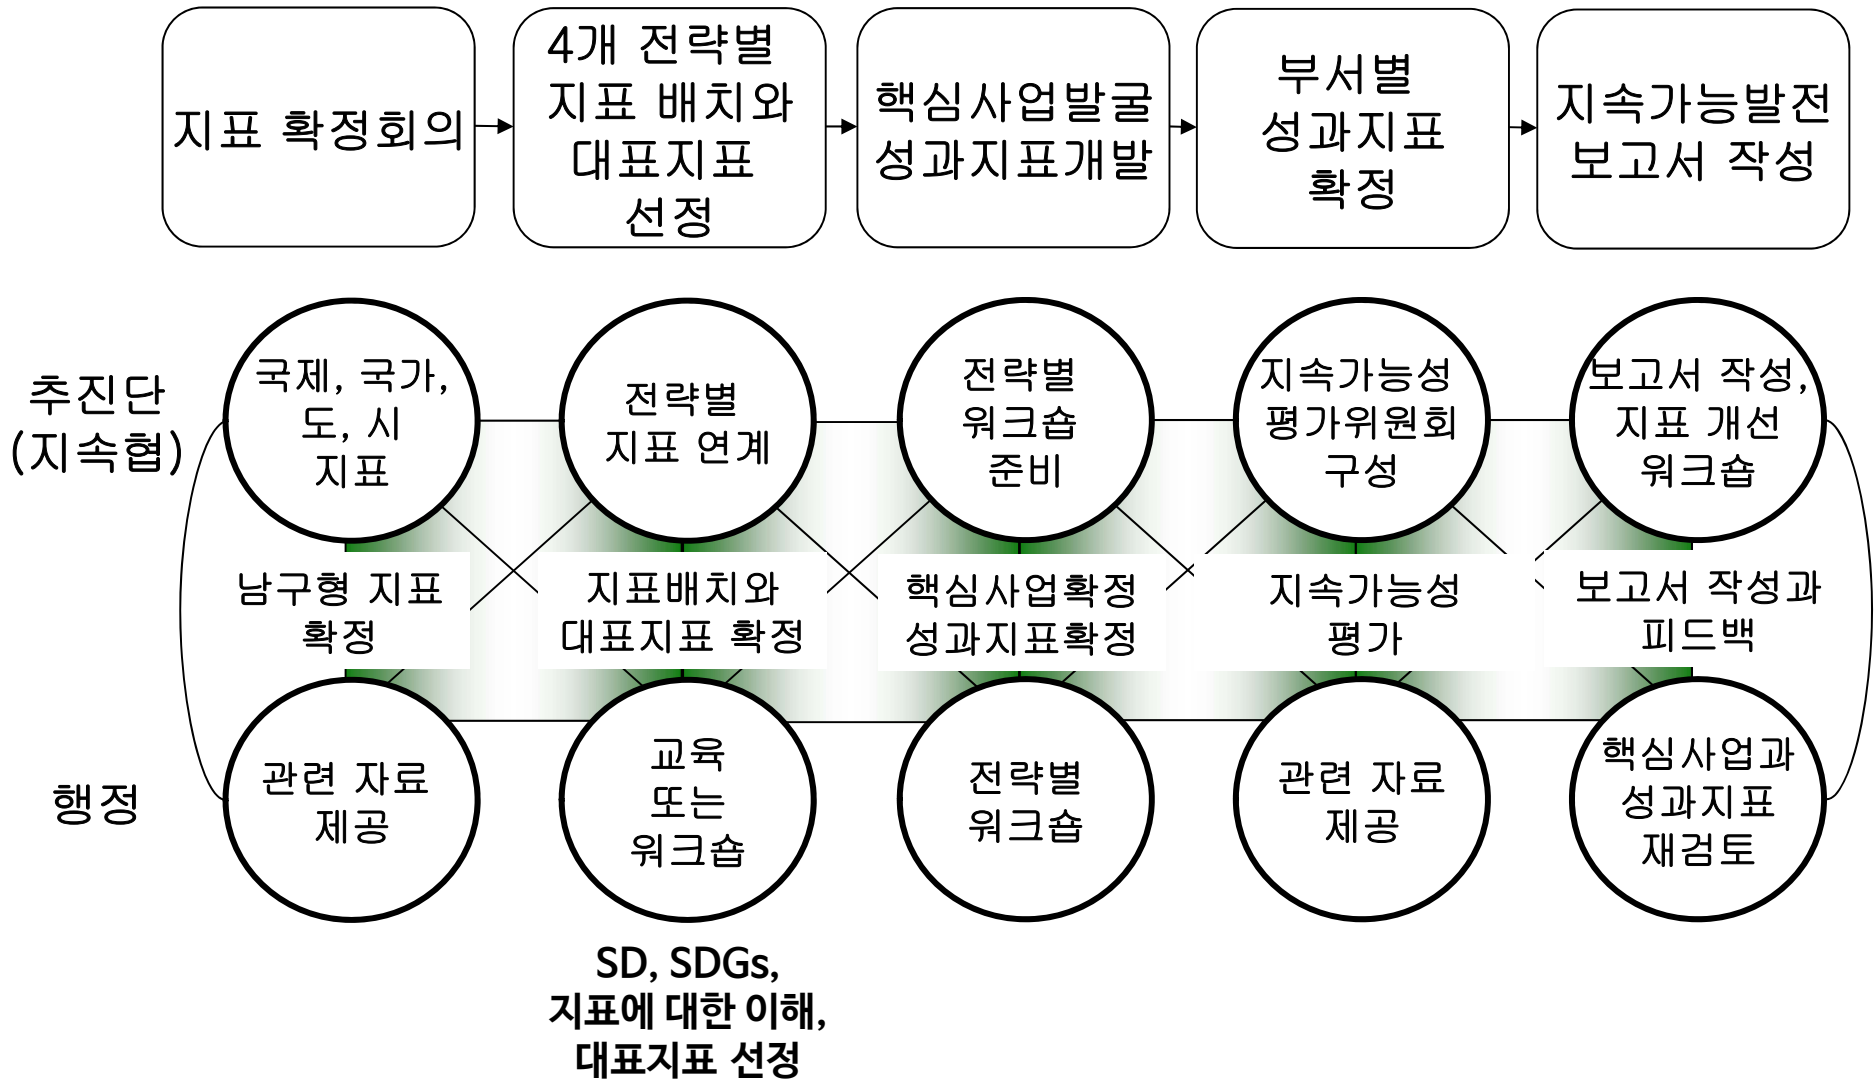 지표 확정회의
4개 전략별
지표 배치와
대표지표
선정
핵심사업발굴
성과지표개발
부서별
성과지표
확정
지속가능발전
보고서 작성
추진단
(지속협)
국제, 국가,
도, 시
지표
전략별
지표 연계
전략별
워크숍
준비
지속가능성
평가위원회
구성
보고서 작성,
지표 개선
워크숍
남구형 지표
확정
지표배치와
대표지표 확정
핵심사업확정
성과지표확정
지속가능성
평가
보고서 작성과
피드백
행정
관련 자료
제공
교육
또는
워크숍
전략별
워크숍
관련 자료
제공
핵심사업과
성과지표
재검토
SD, SDGs,
지표에 대한 이해,
대표지표 선정